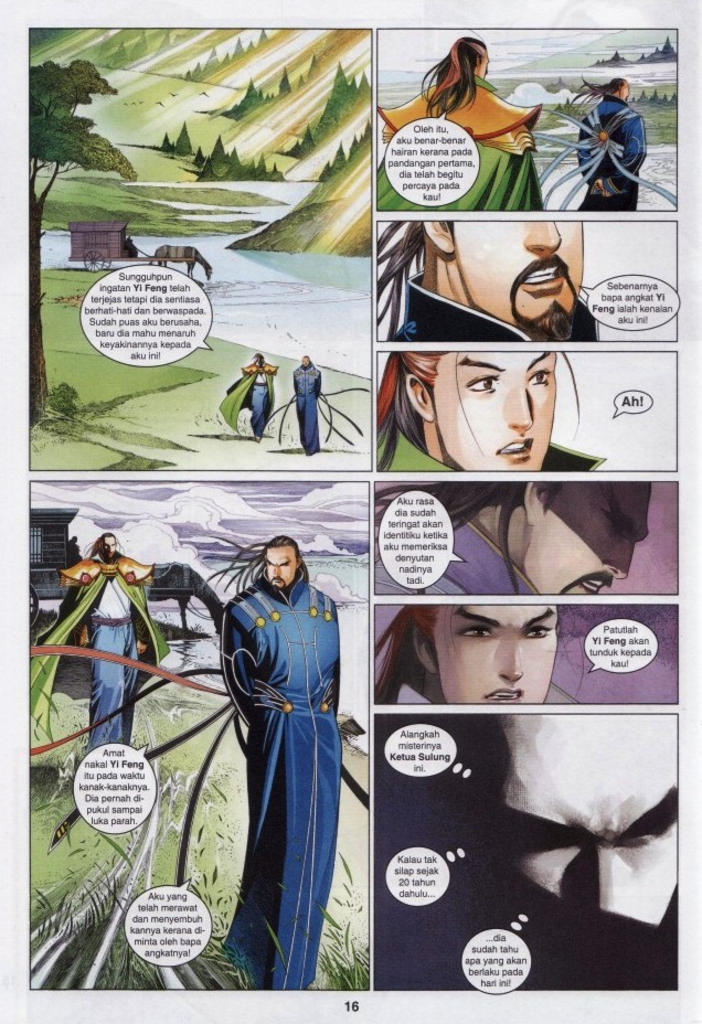 Sungguhpun
ingatan Yi Feng telah
terjejas tetapi dia sentiasa
berhati-hati dan berwaspada.
Sudah puas aku berusaha,
baru dia mahu menaruh
keyakinannya kepada
aku ini!
Oleh itu,
aku benar-benar
hairan kerana pada
pandangan pertama,
dia telah begitu
percaya pada
kau!
Sebenarnya
bapa angkat Yi
Feng ialah kenalan
aku ini!
Ah!
Amat
nakal Yi Feng
itu pada waktu
kanak-kanaknya.
Dia pernah di-
pukul sampai
luka parah.
Aku yang
telah merawat
dan menyembuh
kannya kerana di-
minta oleh bapa
angkatnya!
Aku rasa
dia sudah
teringat akan
identitiku ketika
aku memeriksa
denyutan
nadinya
tadi.
Patutlah
Yi Feng akan
tunduk kepada
kau!
Alangkah
misterinya
Ketua Sulung
ini.
Kalau tak
silap sejak
20 tahun
dahulu...
...dia
sudah tahu
apa yang akan
berlaku pada
hari ini!
16